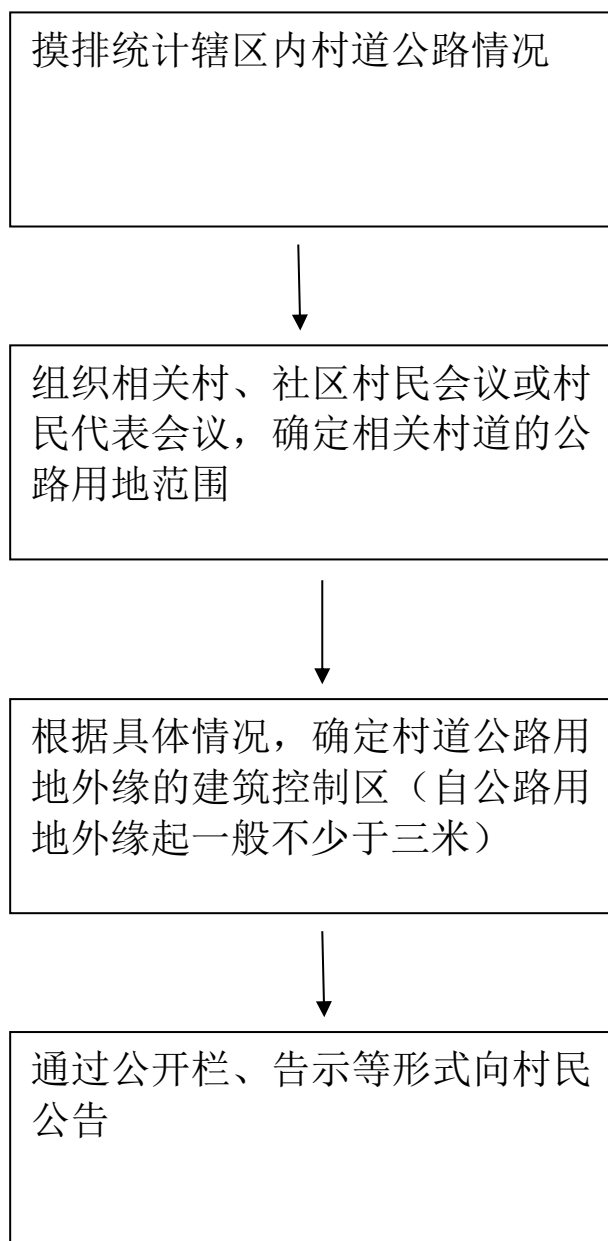 摸排统计辖区内村道公路情况
组织相关村、社区村民会议或村
民代表会议，确定相关村道的公
路用地范围
根据具体情况，确定村道公路用
地外缘的建筑控制区（自公路用
地外缘起一般不少于三米）
通过公开栏、告示等形式向村民
公告